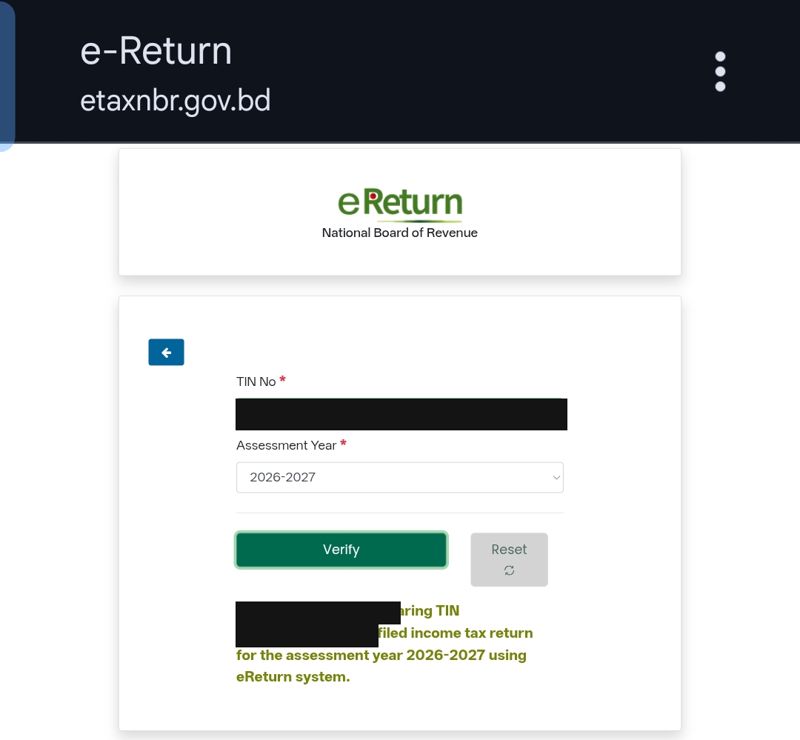 e-Return
etaxnbr.gov.bd
eReturn
National Board of Revenue
TIN No *
Assessment Year *
2026-2027
Verify
Reset
aring TIN
filed income tax return
for the assessment year 2026-2027 using
eReturn system.